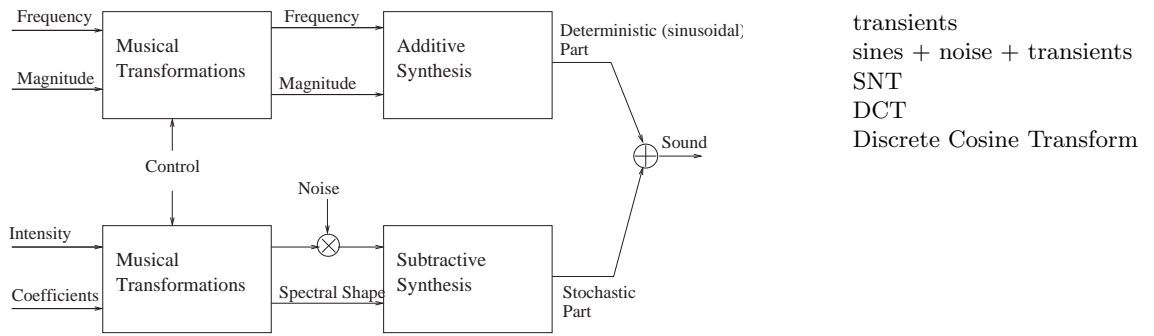 Frequency
Magnitude
Musical
Transformations
Frequency
Magnitude
Additive
Synthesis
Deterministic (sinusoidal)
Part
Sound
Control
Noise
Intensity
Coefficients
Musical
Transformations
Spectral Shape
Subtractive
Synthesis
Stochastic
Part
transients
sines + noise + transients
SNT
DCT
Discrete Cosine Transform